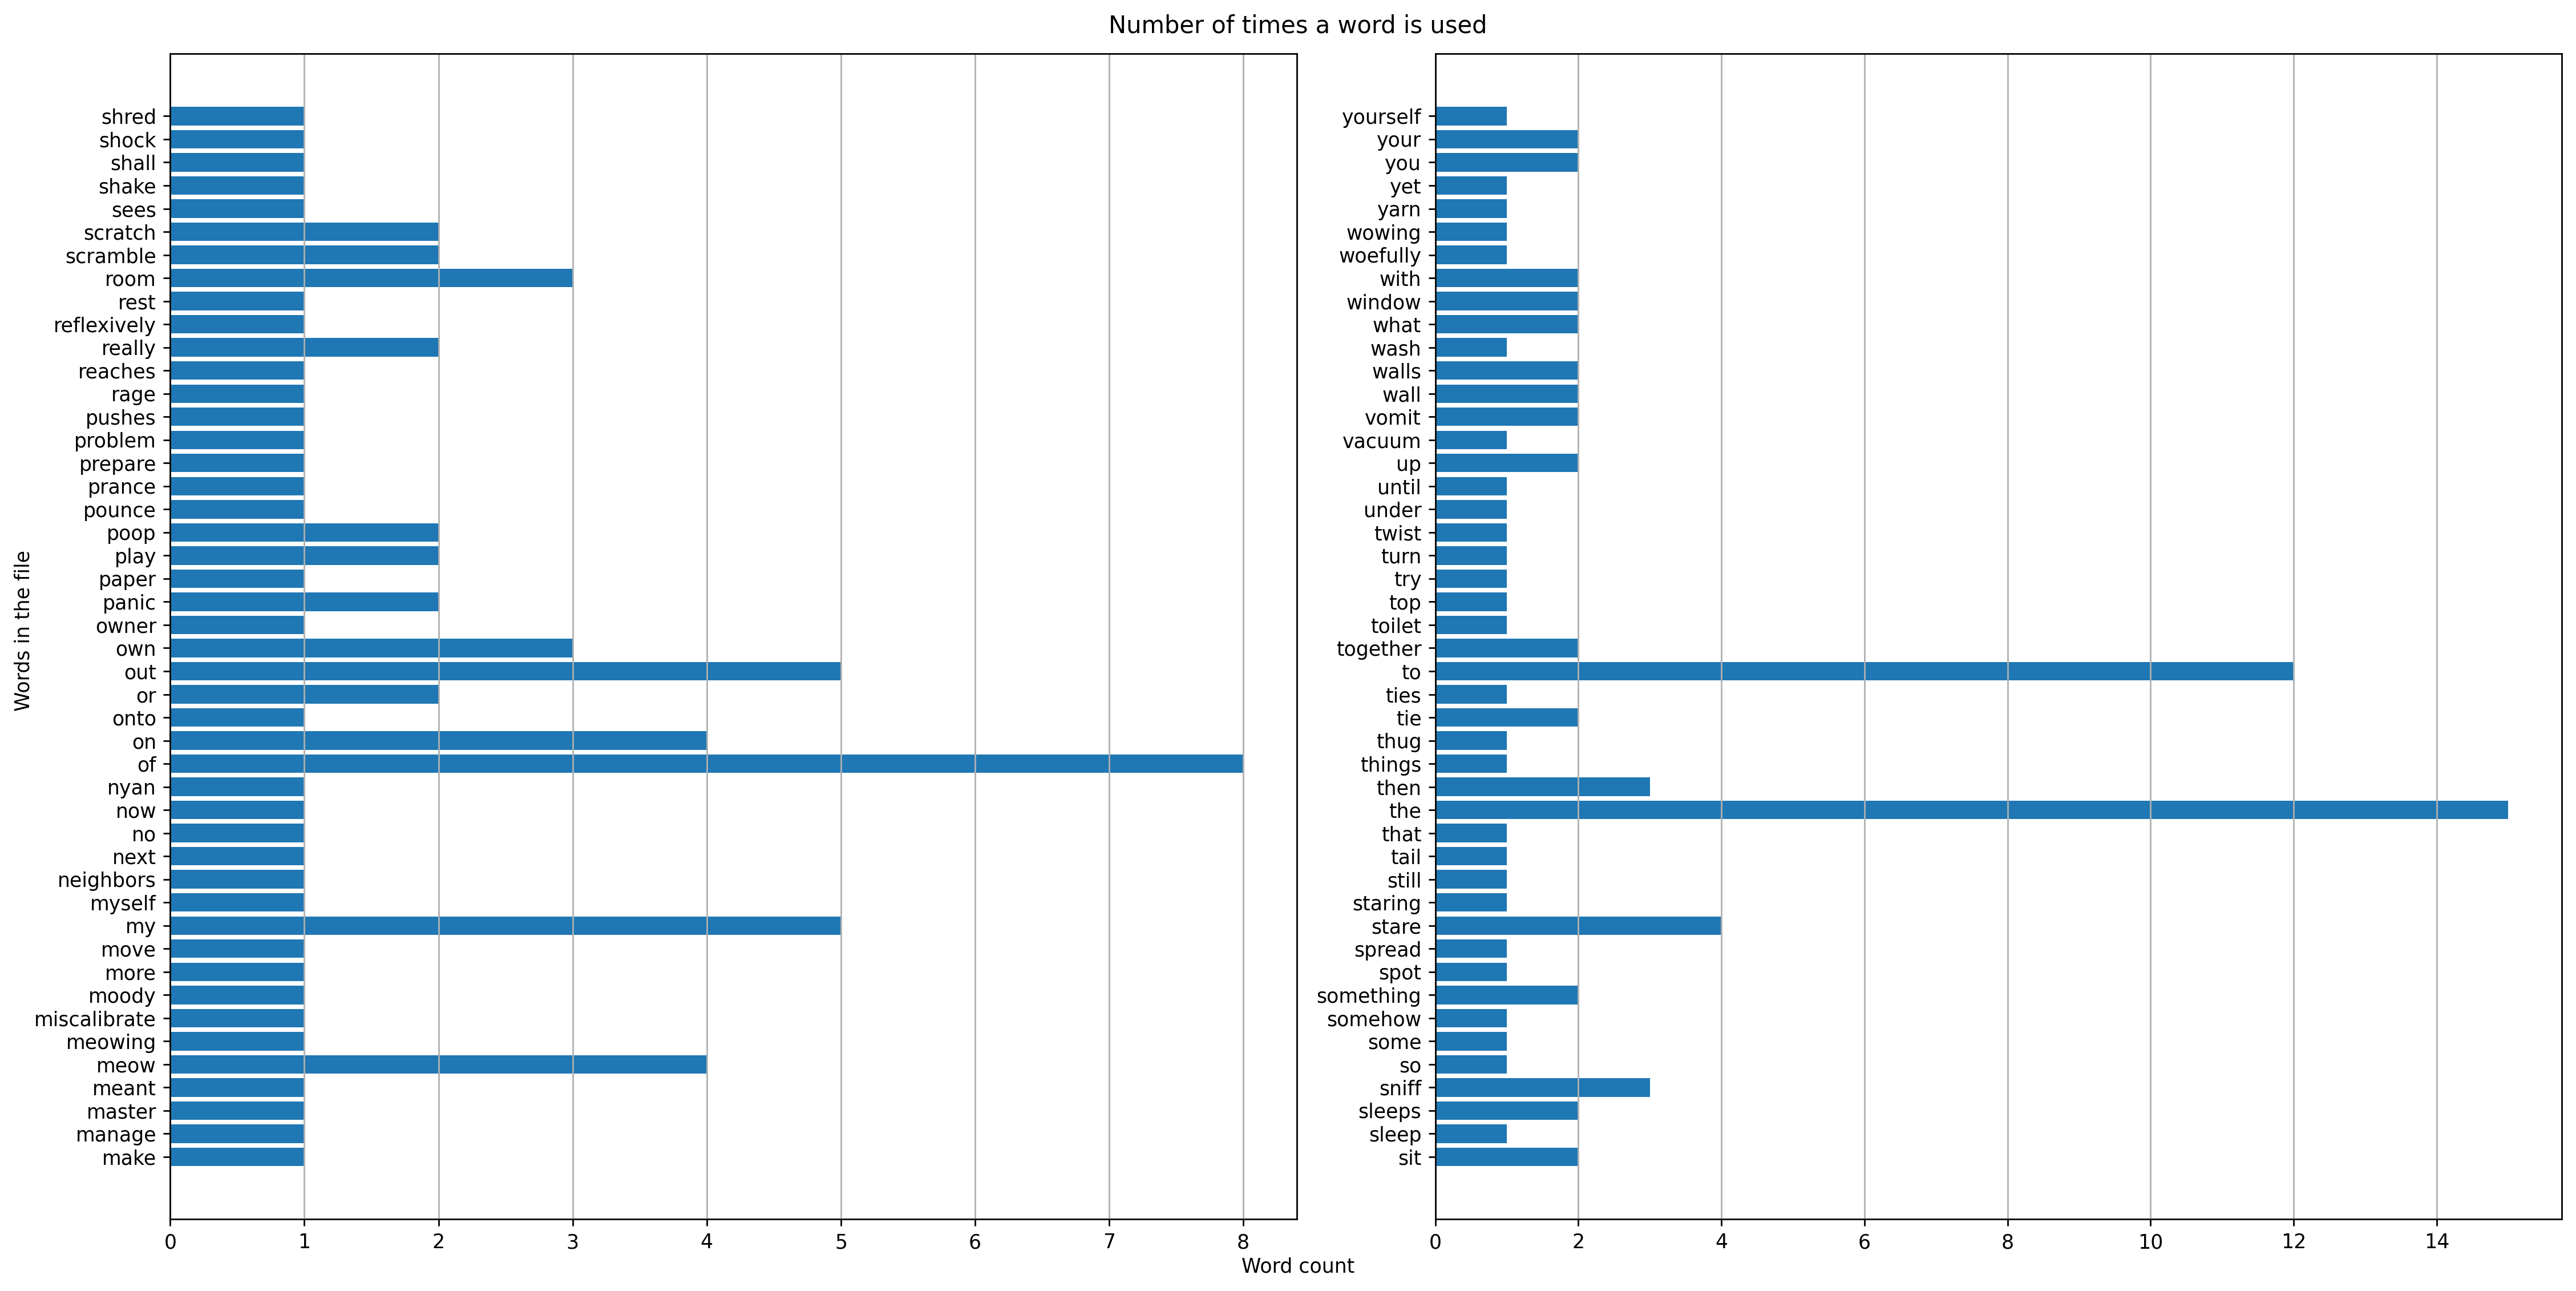 Number of times a word is used
Words in the file
shred
shock
shall
shake
sees
scratch
scramble
room
rest
reflexively
really
reaches
rage
pushes
problem
prepare
prance
pounce
poop
play
paper
panic
owner
own
out
or
onto
on
of
nyan
now
no
next
neighbors
myself
my
move
more
moody
miscalibrate
meowing
meow
meant
master
manage
make
0 1 2 3 4 5 6 7 8
yourself
your
you
yet
yarn
wowing
woefully
with
window
what
wash
walls
wall
vomit
vacuum
up
until
under
twist
turn
try
top
toilet
together
to
ties
tie
thug
things
then
the
that
tail
still
staring
stare
spread
spot
something
somehow
some
so
sniff
sleeps
sleep
sit
0 2 4 6 8 10 12 14
Word count